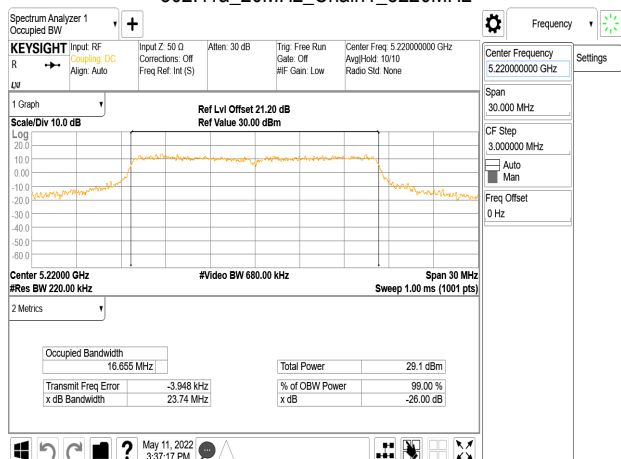 802.11a_20MHz_Chain1_5220MHz
Spectrum Analyzer 1
Occupied BW
KEYSIGHT
R
Input: RF
Coupling: DC
Align: Auto
Input Z: 50 Ω
Corrections: Off
Freq Ref: Int (S)
Atten: 30 dB
Trig: Free Run
Gate: Off
#IF Gain: Low
Center Freq: 5.220000000 GHz
Avg|Hold: 10/10
Radio Std: None
LXI
Frequency
Center Frequency
5.220000000 GHz
Settings
Span
30.000 MHz
CF Step
3.000000 MHz
Auto
Man
Freq Offset
0 Hz
1 Graph
Scale/Div 10.0 dB
Ref Lvl Offset 21.20 dB
Ref Value 30.00 dBm
Log
20.0
10.0
0.00
-10.0
-20.0
-30.0
-40.0
-50.0
-60.0
Center 5.22000 GHz
#Video BW 680.00 kHz
Span 30 MHz
#Res BW 220.00 kHz
Sweep 1.00 ms (1001 pts)
2 Metrics
Occupied Bandwidth
16.655 MHz
Total Power 29.1 dBm
Transmit Freq Error -3.948 kHz
% of OBW Power 99.00 %
x dB Bandwidth 23.74 MHz
x dB -26.00 dB
?
May 11, 2022
3:37:17 PM